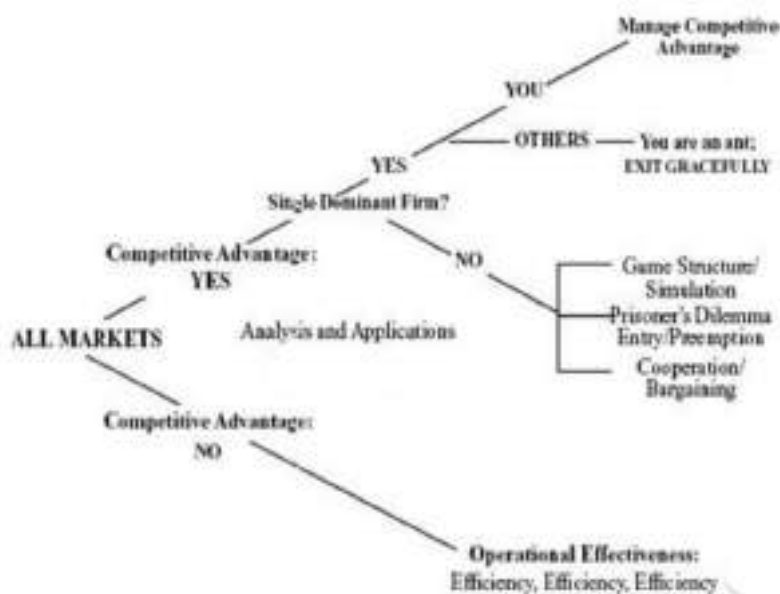 Manage Competitive
Advantage
YOU
OTHERS
You are an ant;
EXIT GRACEFULLY
YES
Single Dominant Firm?
Competitive Advantage:
YES
NO
Game Structure/
Simulation
ALL MARKETS
Analysis and Applications
Prisoner's Dilemma
Entry/Preemption
Cooperation/
Bargaining
Competitive Advantage:
NO
Operational Effectiveness:
Efficiency, Efficiency, Efficiency